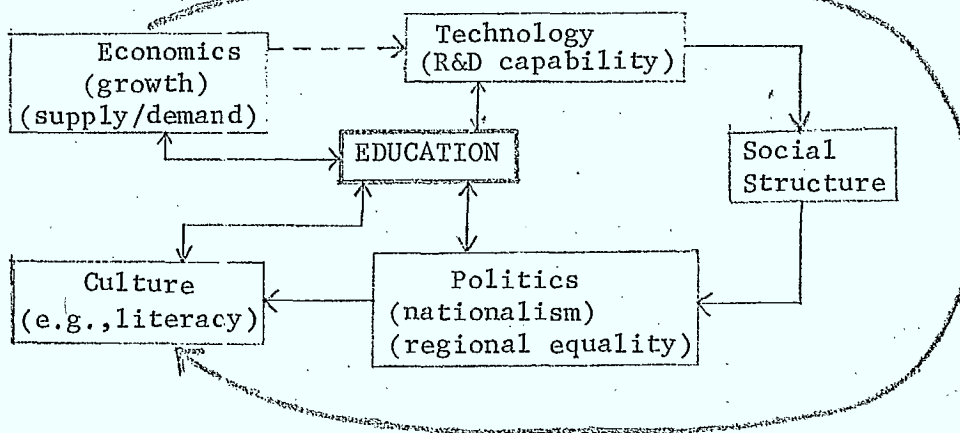 Economics
(growth)
(supply/demand)
Technology
(R&D capability)
EDUCATION
Social
Structure
Culture
(e.g.,literacy)
Politics
(nationalism)
(regional equality)